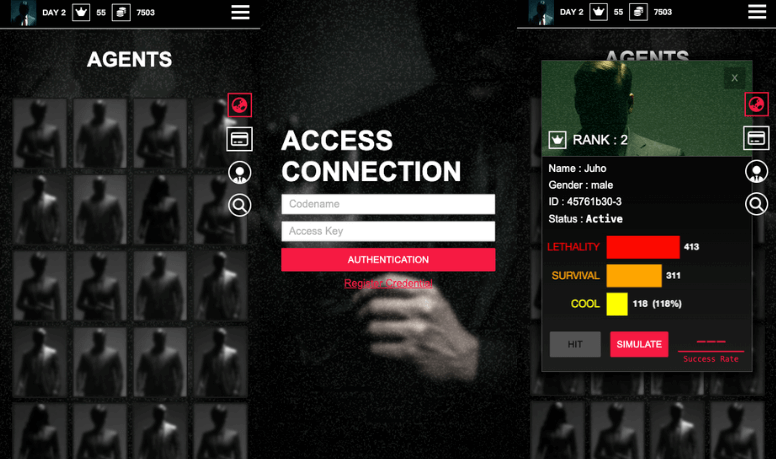 DAY 2 55 7503
AGENTS
ACCESS
CONNECTION
Codename
Access Key
AUTHENTICATION
Request Credential
DAY 2 55 7503
AGENTS
X
RANK : 2
Name : Juho
Gender : male
ID : 45761b30-3
Status : Active
LETHALITY 413
SURVIVAL 311
COOL 118 (118%)
HIT SIMULATE ___
Success Rate